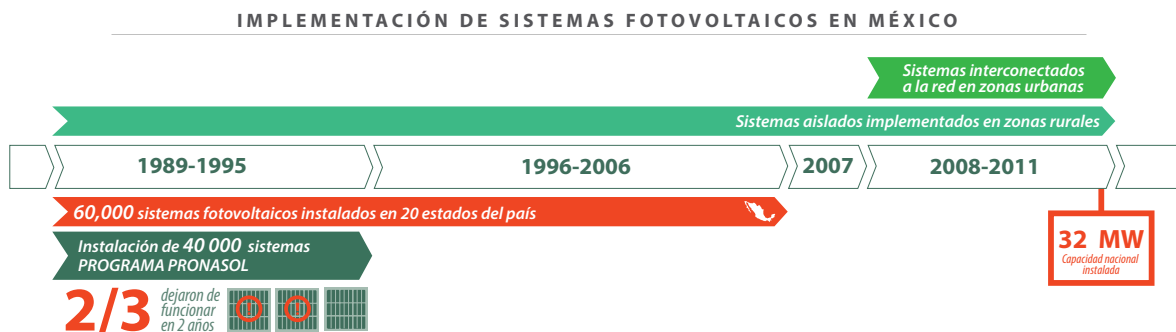 IMPLEMENTACIÓN DE SISTEMAS FOTOVOLTAICOS EN MÉXICO
Sistemas interconectados
a la red en zonas urbanas
Sistemas aislados implementados en zonas rurales
1989-1995
1996-2006
2007
2008-2011
60,000 sistemas fotovoltaicos instalados en 20 estados del país
Instalación de 40 000 sistemas
PROGRAMA PRONASOL
32 MW
Capacidad nacional
instalada
2/3
dejaron de
funcionar
en 2 años